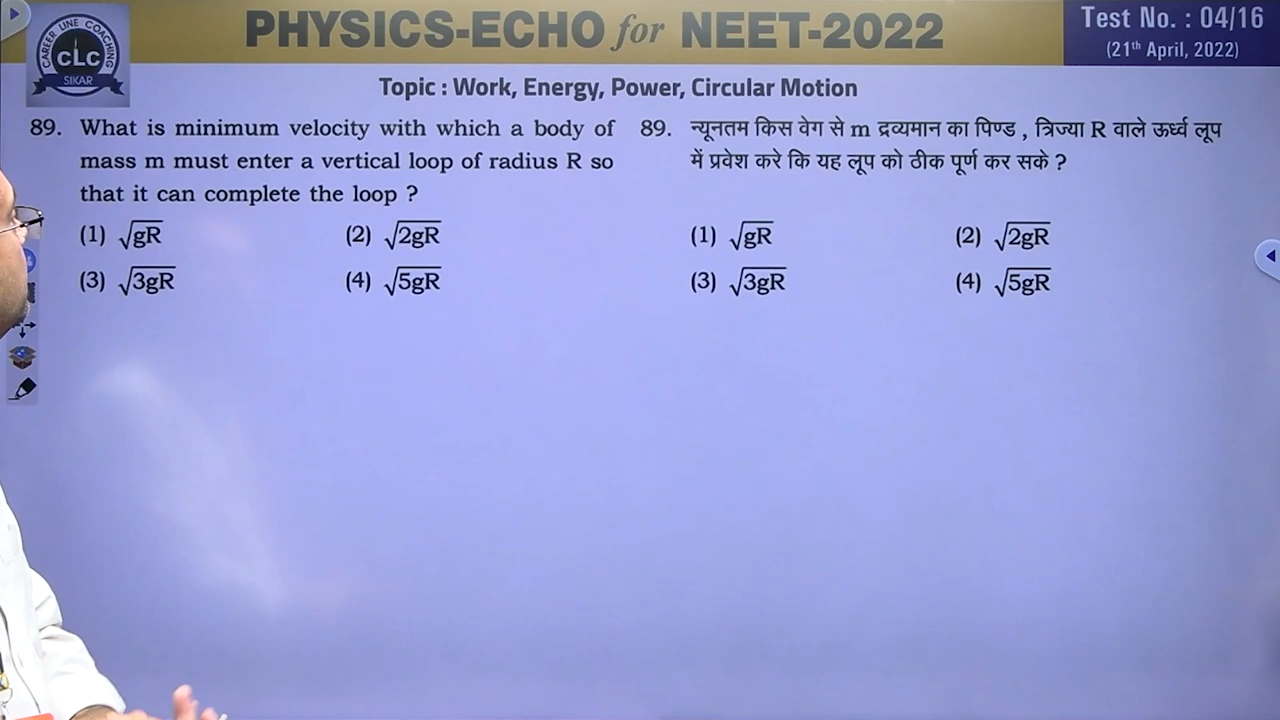 PHYSICS-ECHO for NEET-2022
Test No. : 04/16
(21th April, 2022)
CAREER LINE COACHING
CLC
SIKAR
Topic : Work, Energy, Power, Circular Motion
89. What is minimum velocity with which a body of
mass m must enter a vertical loop of radius R so
that it can complete the loop ?
(1) √gR (2) √2gR
(3) √3gR (4) √5gR
89. न्यूनतम किस वेग से m द्रव्यमान का पिण्ड , त्रिज्या R वाले ऊर्ध्व लूप
में प्रवेश करे कि यह लूप को ठीक पूर्ण कर सके ?
(1) √gR (2) √2gR
(3) √3gR (4) √5gR